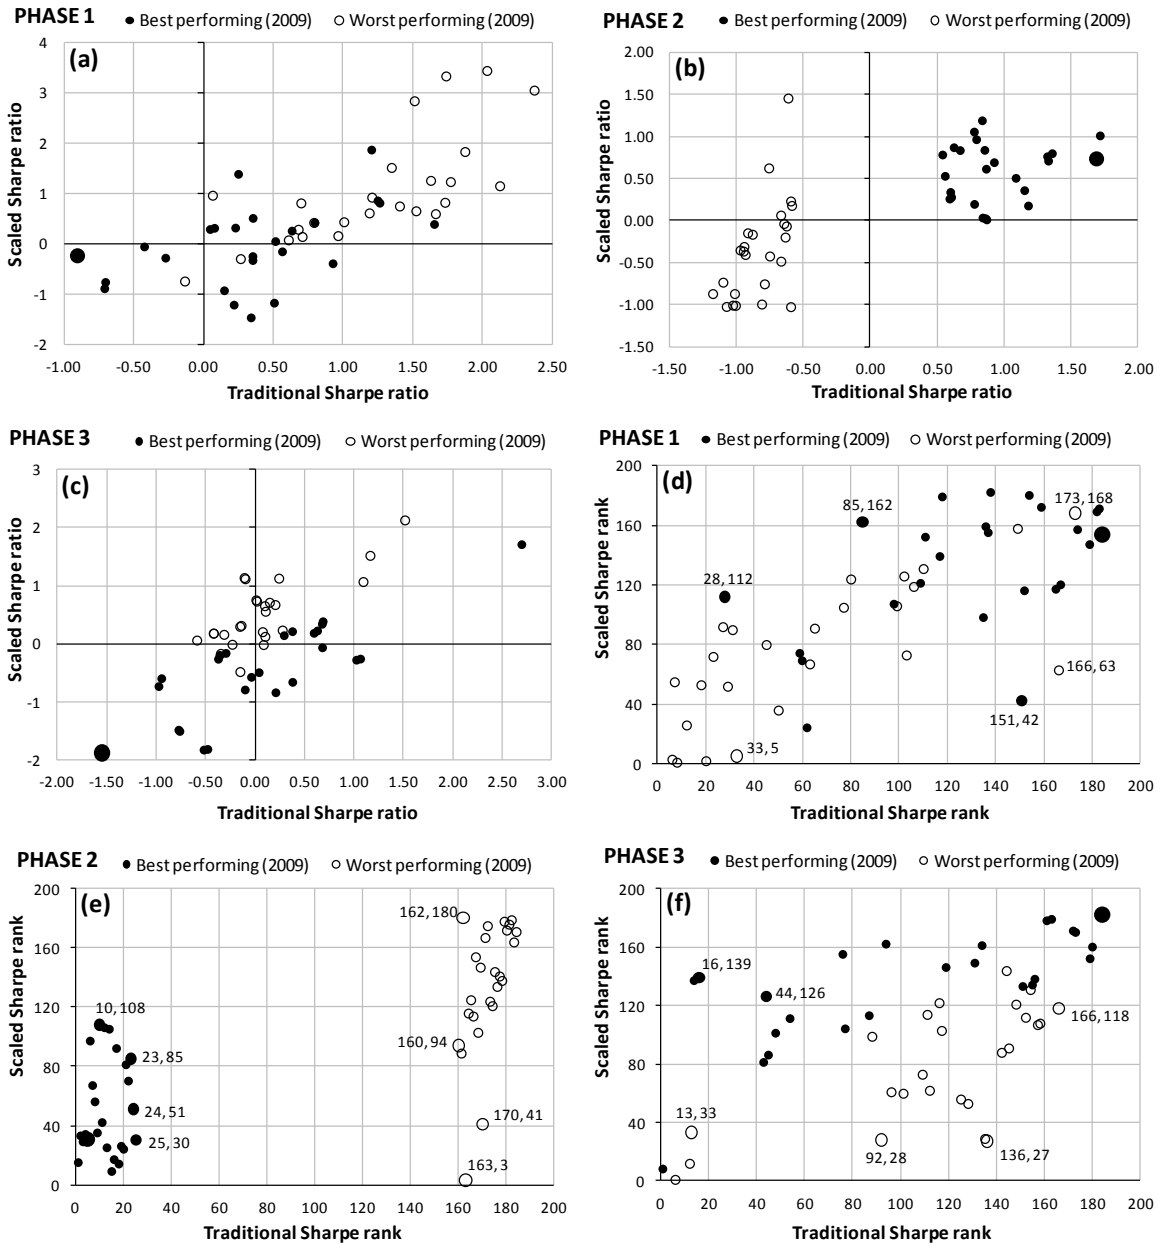 PHASE 1
Best performing (2009) Worst performing (2009)
(a)
Scaled Sharpe ratio
4
3
2
1
0
-1
-2
-1.00 -0.50 0.00 0.50 1.00 1.50 2.00 2.50
Traditional Sharpe ratio
PHASE 2
Best performing (2009) Worst performing (2009)
(b)
Scaled Sharpe ratio
2.00
1.50
1.00
0.50
0.00
-0.50
-1.00
-1.50
-1.50 -1.00 -0.50 0.00 0.50 1.00 1.50 2.00
Traditional Sharpe ratio
PHASE 3
Best performing (2009) Worst performing (2009)
(c)
Scaled Sharpe ratio
3
2
1
0
-1
-2
-2.00 -1.50 -1.00 -0.50 0.00 0.50 1.00 1.50 2.00 2.50 3.00
Traditional Sharpe ratio
PHASE 1
Best performing (2009) Worst performing (2009)
(d)
Scaled Sharpe rank
200
160
120
80
40
0
85, 162
173, 168
28, 112
166, 63
151, 42
33, 5
0 20 40 60 80 100 120 140 160 180 200
Traditional Sharpe rank
PHASE 2
Best performing (2009) Worst performing (2009)
(e)
Scaled Sharpe rank
200
160
120
80
40
0
162, 180
10, 108
160, 94
23, 85
24, 51
170, 41
25, 30
163, 3
0 20 40 60 80 100 120 140 160 180 200
Traditional Sharpe rank
PHASE 3
Best performing (2009) Worst performing (2009)
(f)
Scaled Sharpe rank
200
160
120
80
40
0
16, 139
44, 126
166, 118
13, 33
92, 28
136, 27
0 20 40 60 80 100 120 140 160 180 200
Traditional Sharpe rank